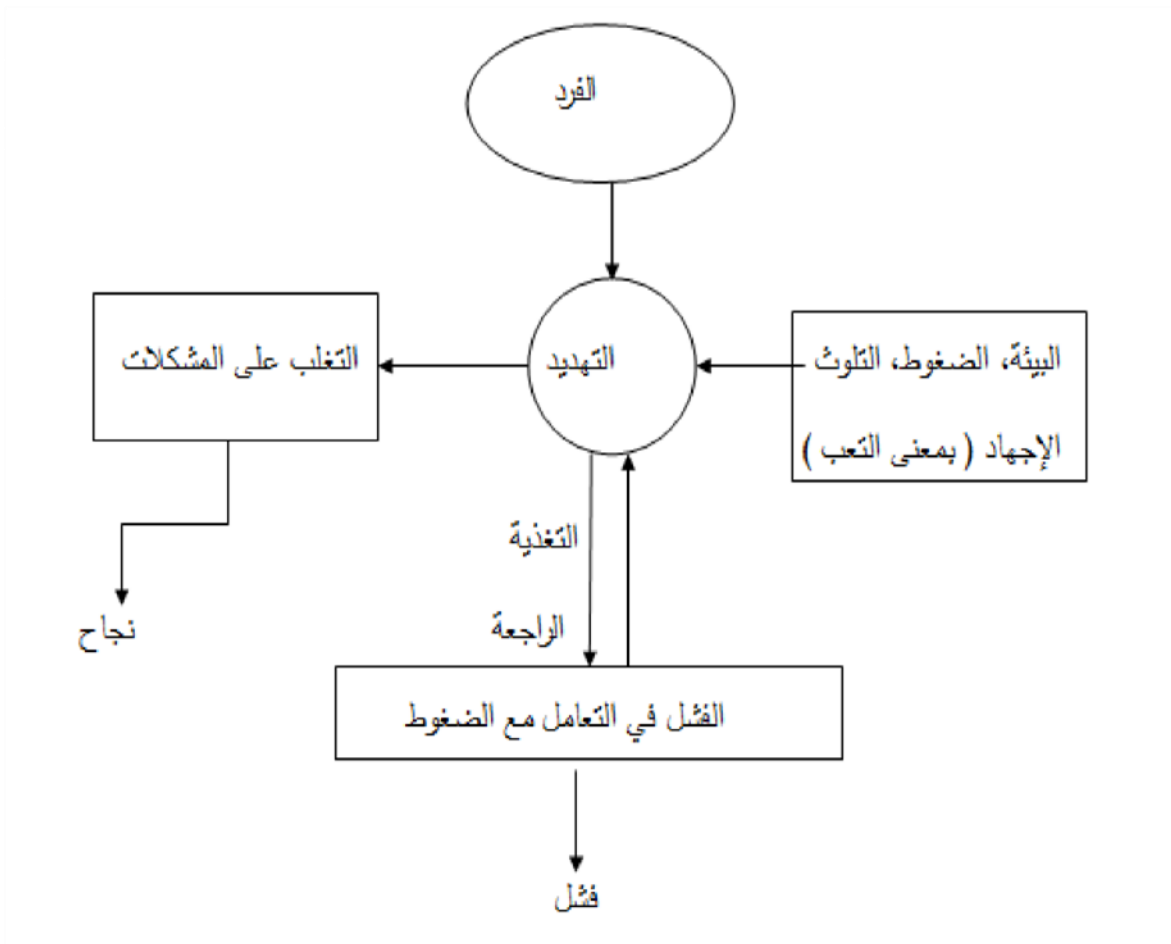 الفرد
البيئة، الضغوط، التلوث
الإجهاد ( بمعنى التعب )
التهديد
التغلب على المشكلات
التغذية
الراجعة
نجاح
الفشل في التعامل مع الضغوط
فشل